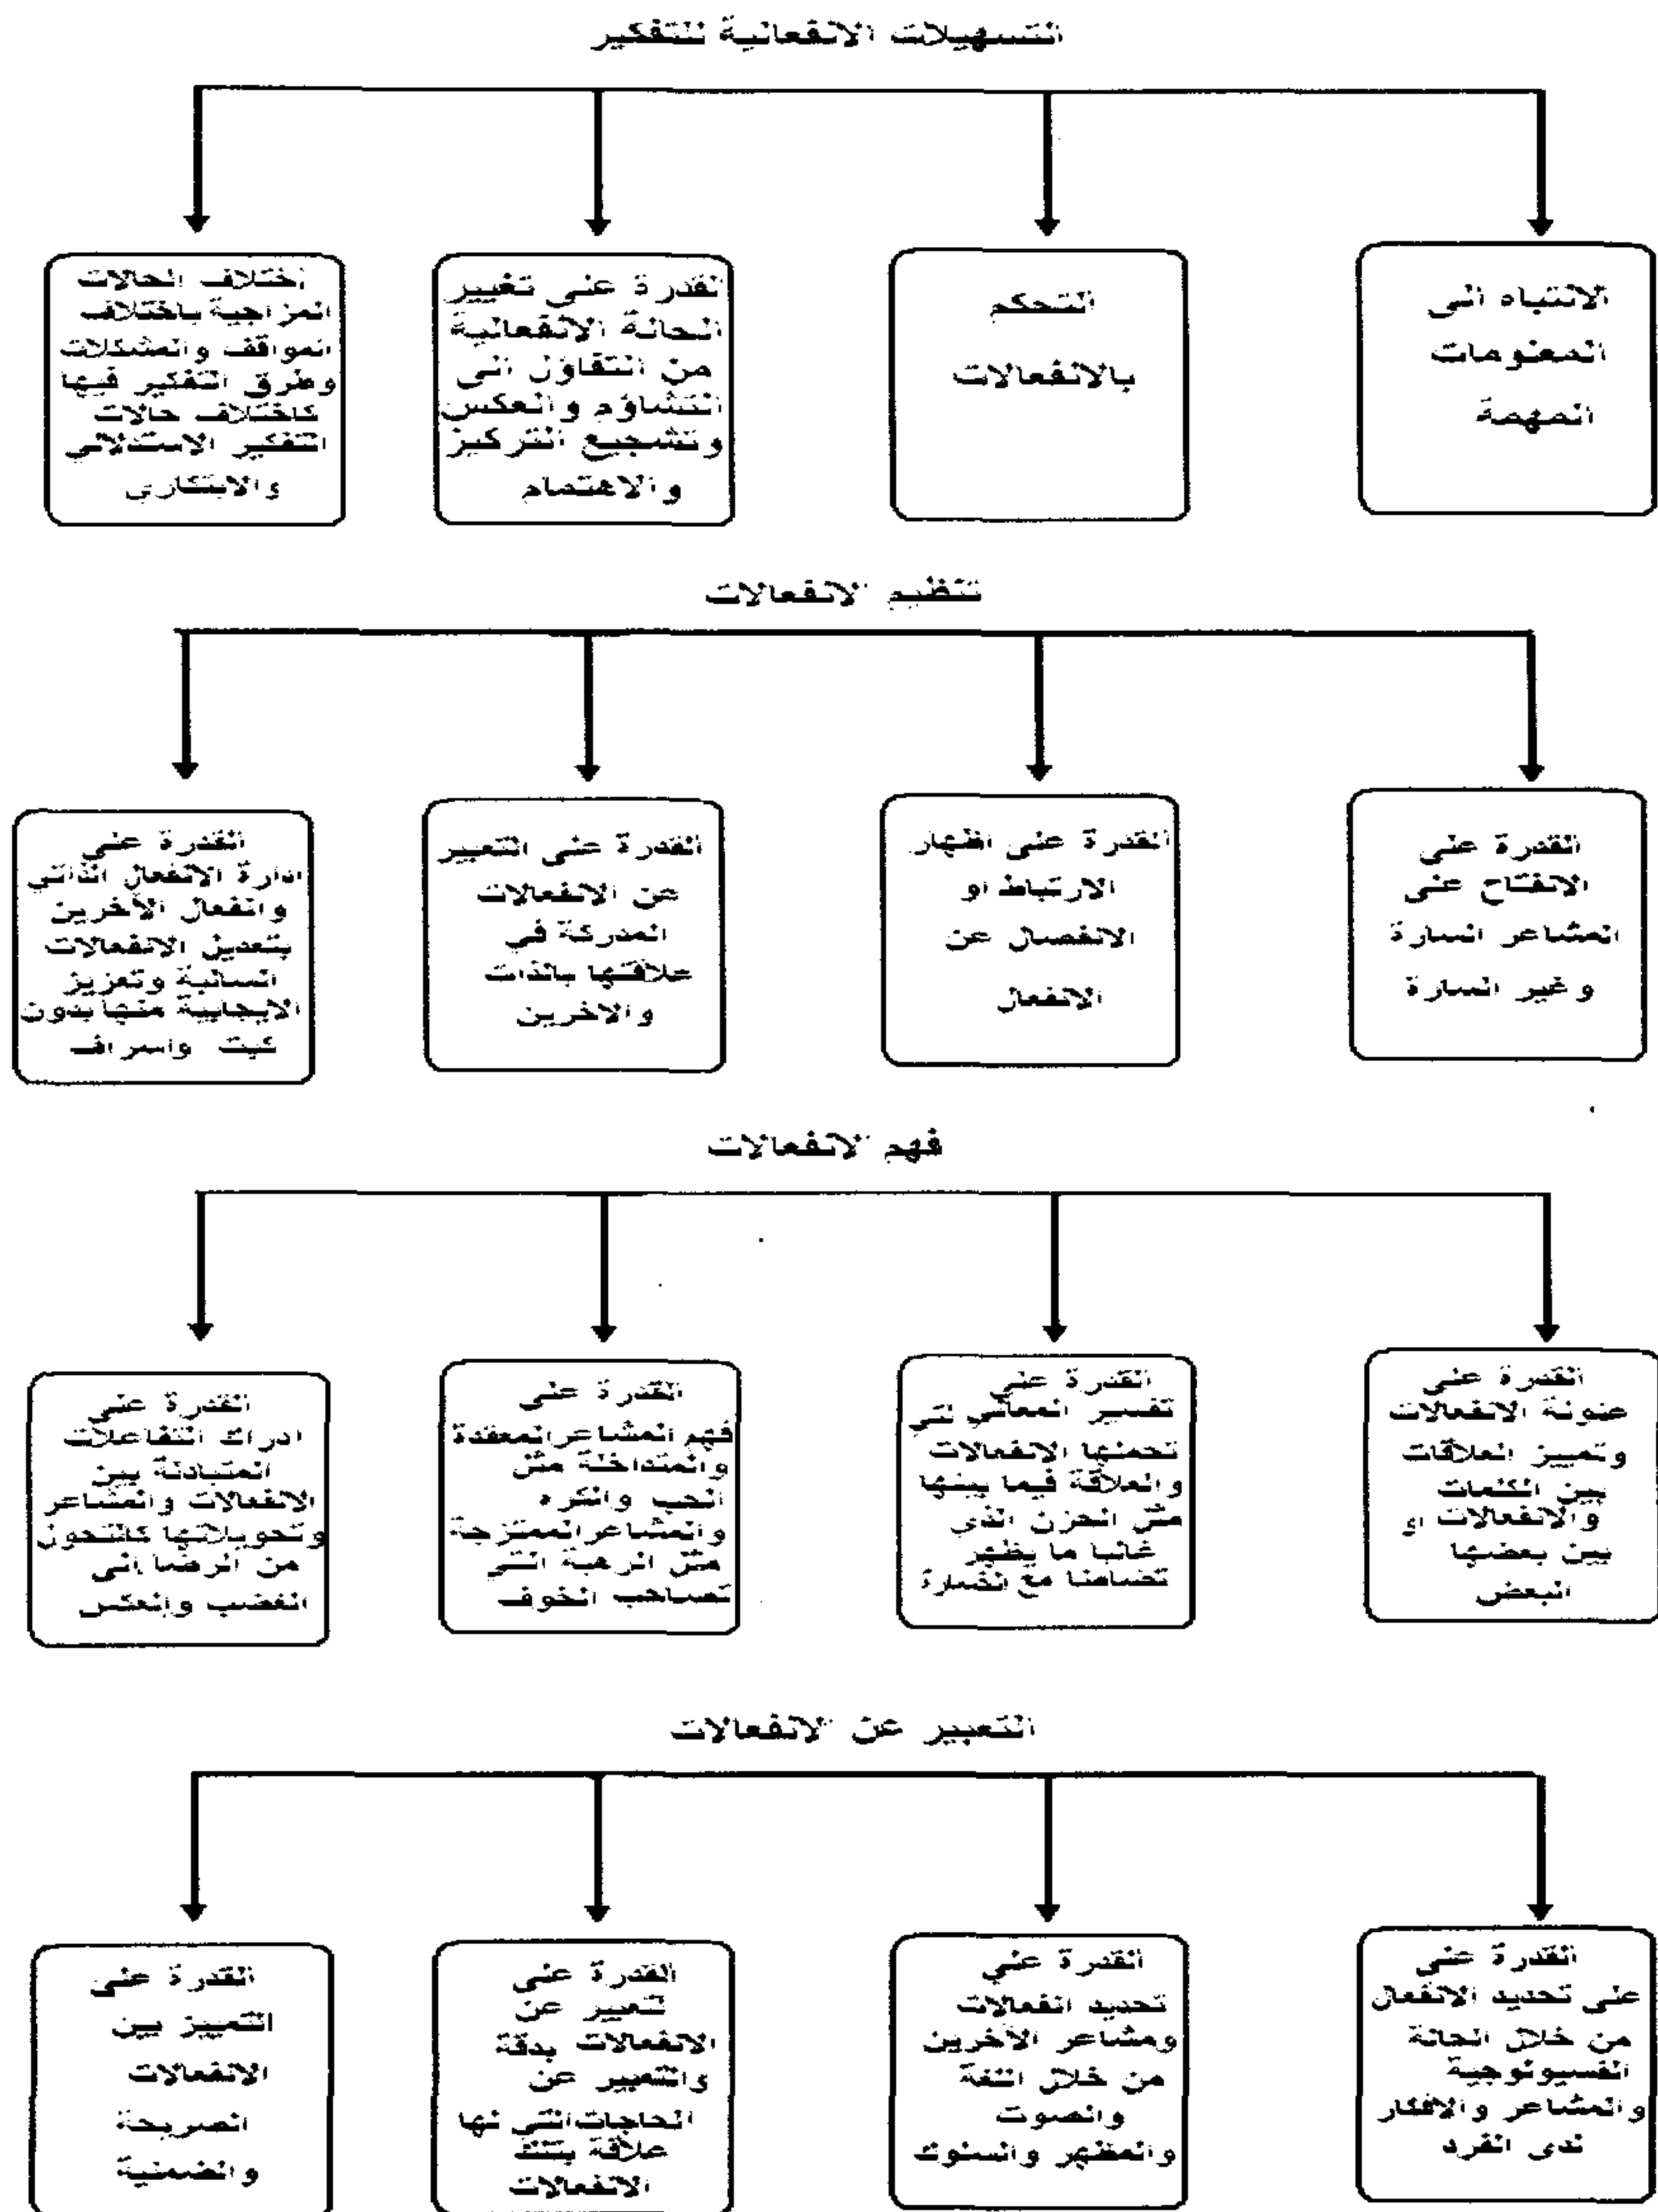 التسهيلات الانفعالية للتفكير
الانتباه الى
المعلومات
المهمة
التحكم
بالانفعالات
القدرة على تغيير
الحالة الانفعالية
من التفاؤل الى
التشاؤم والعكس
وتشجيع التركيز
والاهتمام
اختلاف الحالات
المزاجية باختلاف
المواقف والمشكلات
وطرق التفكير فيها
كاختلاف حالات
التفكير الاستدلالي
والابتكاري
تنظيم الانفعالات
القدرة على
الانفتاح على
المشاعر السارة
وغير السارة
القدرة على اظهار
الارتباط او
الانفصال عن
الانفعال
القدرة على التعبير
عن الانفعالات
المدركة في
علاقتها بالذات
والاخرين
القدرة على
ادارة الانفعال الذاتي
وانفعال الآخرين
بتعديل الانفعالات
السالبة وتعزيز
الايجابية منها بدون
كبت واسراف
فهم الانفعالات
القدرة على
عنونة الانفعالات
وتمييز العلاقات
بين الكلمات
والانفعالات او
بين بعضها
البعض
القدرة على
تفسير المعاني لتي
تحملها الانفعالات
والعلاقة فيما بينها
مثل الحزن الذي
غالبا ما يظهر
تضامنا مع الخسارة
القدرة على
فهم المشاعر المعقدة
والمتداخلة مثل
الحب والكره
والمشاعر الممتزجة
مثل الرهبة التي
تصاحب الخوف
القدرة على
ادراك التفاعلات
المتبادلة بين
الانفعالات والمشاعر
وتحويلاتها كالتحول
من الرضا إلى
الغضب والعكس
التعبير عن الانفعالات
القدرة على
على تحديد الانفعال
من خلال الحالة
الفسيولوجية
والمشاعر والافكار
لدى الفرد
القدرة علي
تحديد انفعالات
ومشاعر الآخرين
من خلال اللغة
والصوت
والمظهر والسلوك
القدرة على
لتعبير عن
الانفعالات بدقة
والتعبير عن
الحاجات التي لها
علاقة بتلك
الانفعالات
القدرة على
التمييز بين
الانفعالات
الصريحة
والضمنية